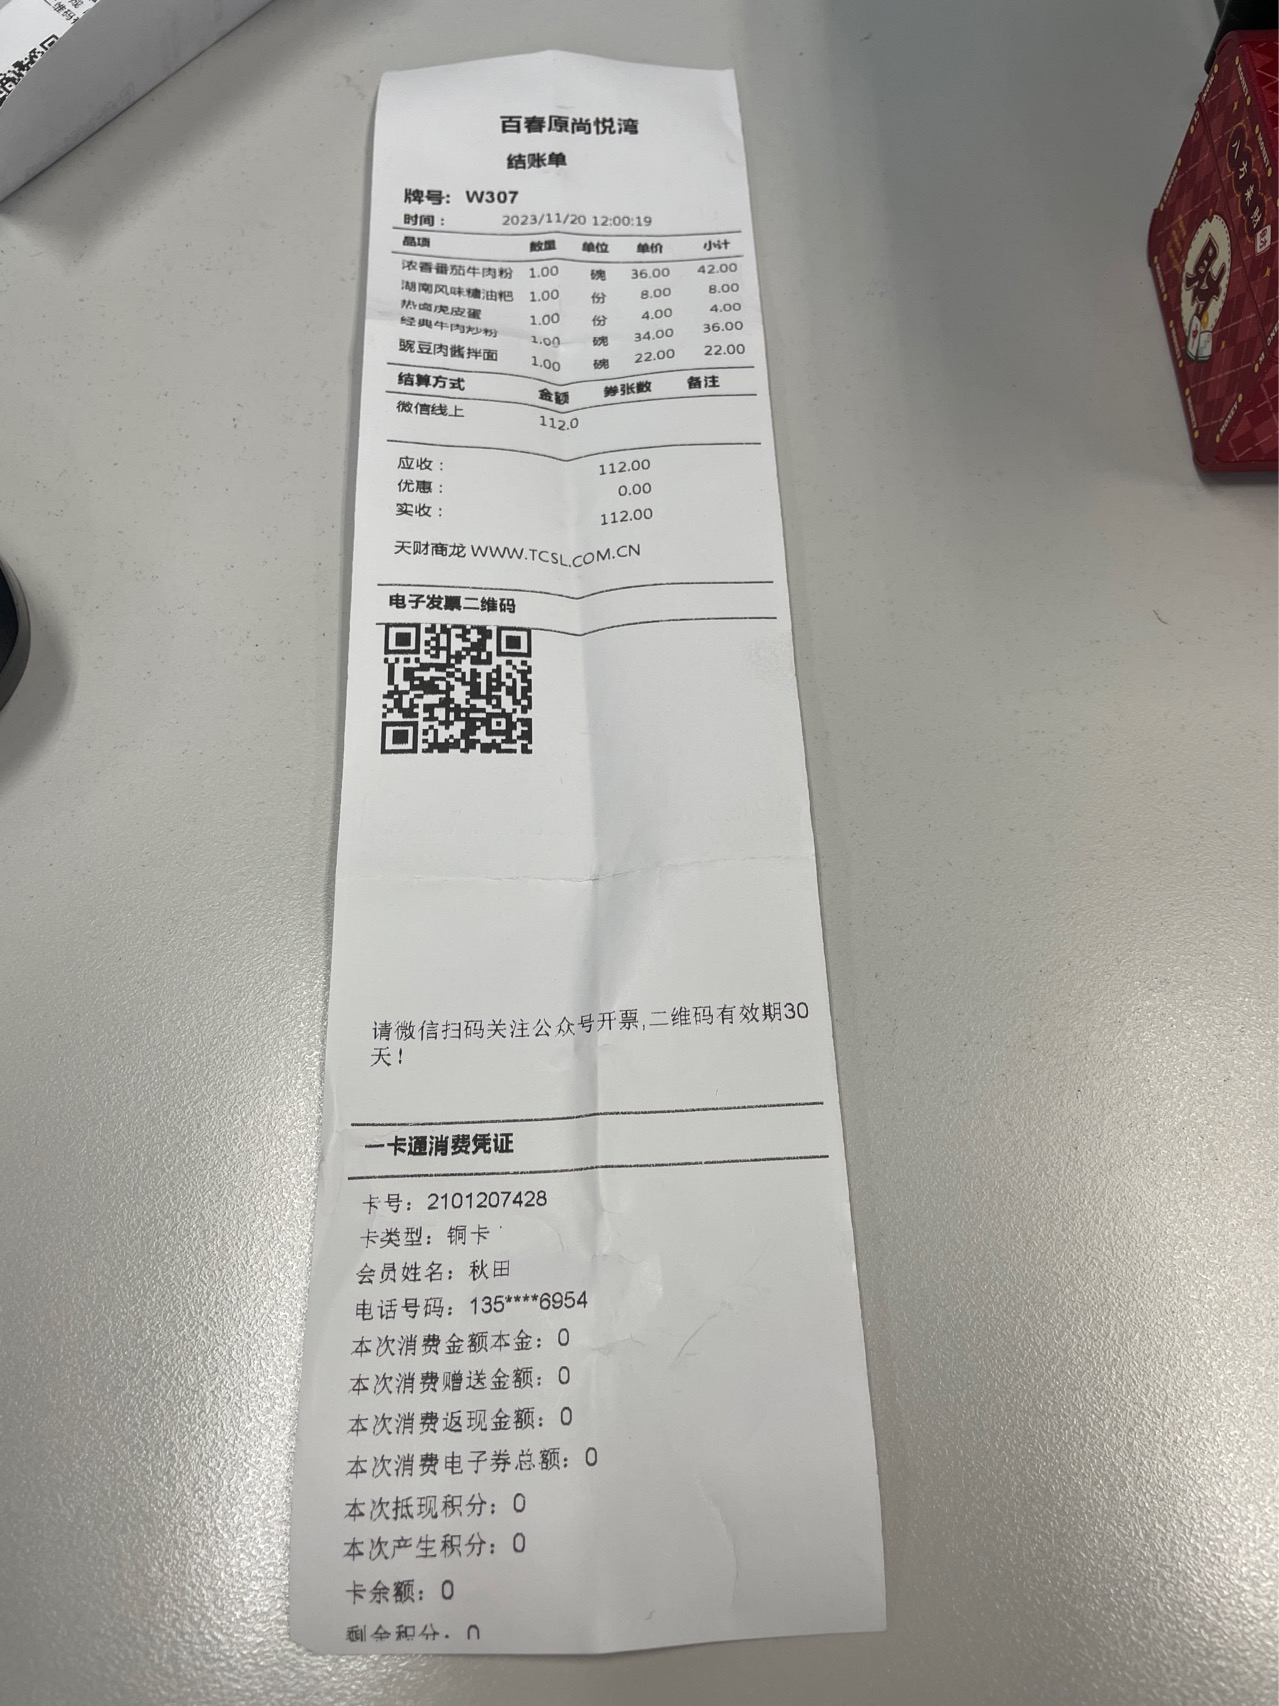 百春原尚悦湾
结账单
牌号: W307
时间: 2023/11/20 12:00:19
品项 数量 单位 单价 小计
浓香番茄牛肉粉 1.00 碗 36.00 42.00
湖南风味糖油粑 1.00 份 8.00 8.00
热卤虎皮蛋 1.00 份 4.00 4.00
经典牛肉炒粉 1.00 碗 34.00 36.00
豌豆肉酱拌面 1.00 碗 22.00 22.00
结算方式 金额 券张数 备注
微信线上 112.0
应收: 112.00
优惠: 0.00
实收: 112.00
天财商龙 WWW.TCSL.COM.CN
电子发票二维码
请微信扫码关注公众号开票,二维码有效期30
天!
一卡通消费凭证
卡号: 2101207428
卡类型: 铜卡
会员姓名: 秋田
电话号码: 135****6954
本次消费金额本金: 0
本次消费赠送金额: 0
本次消费返现金额: 0
本次消费电子券总额: 0
本次抵现积分: 0
本次产生积分: 0
卡余额: 0
剩余积分: 0
八方来财
财
MONEY